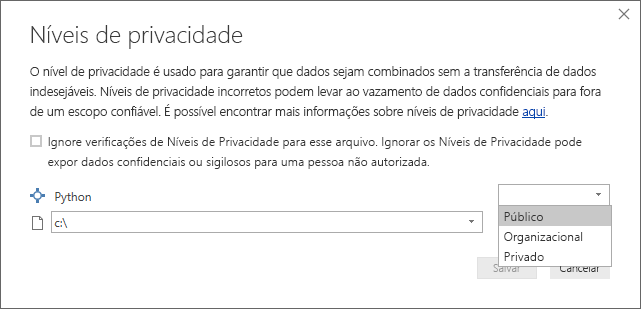 Níveis de privacidade
O nível de privacidade é usado para garantir que dados sejam combinados sem a transferência de dados
indesejáveis. Níveis de privacidade incorretos podem levar ao vazamento de dados confidenciais para fora
de um escopo confiável. É possível encontrar mais informações sobre níveis de privacidade aqui.
Ignore verificações de Níveis de Privacidade para esse arquivo. Ignorar os Níveis de Privacidade pode
expor dados confidenciais ou sigilosos para uma pessoa não autorizada.
Python
c:\
Público
Organizacional
Privado
Salvar
Cancelar